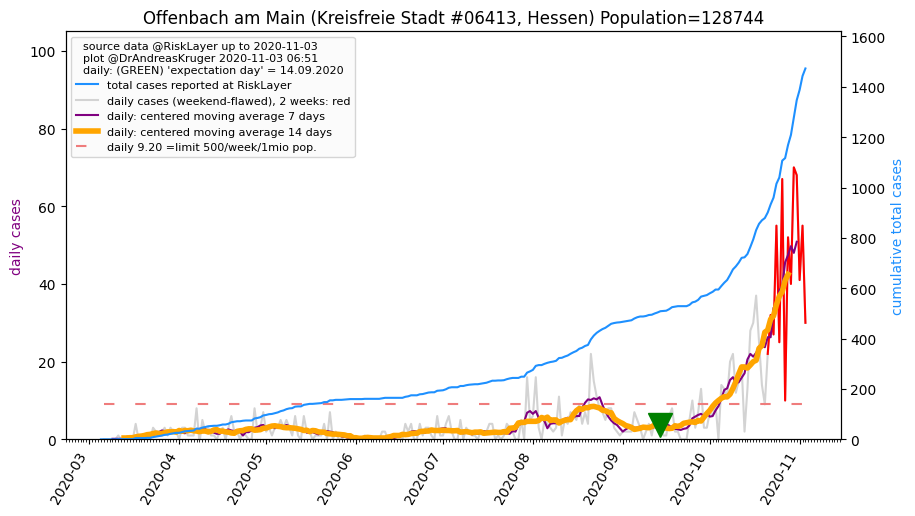 Offenbach am Main (Kreisfreie Stadt #06413, Hessen) Population=128744
source data @RiskLayer up to 2020-11-03
plot @DrAndreasKruger 2020-11-03 06:51
daily: (GREEN) 'expectation day' = 14.09.2020
total cases reported at RiskLayer
daily cases (weekend-flawed), 2 weeks: red
daily: centered moving average 7 days
daily: centered moving average 14 days
daily 9.20 =limit 500/week/1mio pop.
daily cases
100
80
60
40
20
0
1600
1400
1200
1000
800
600
400
200
0
cumulative total cases
2020-03
2020-04
2020-05
2020-06
2020-07
2020-08
2020-09
2020-10
2020-11